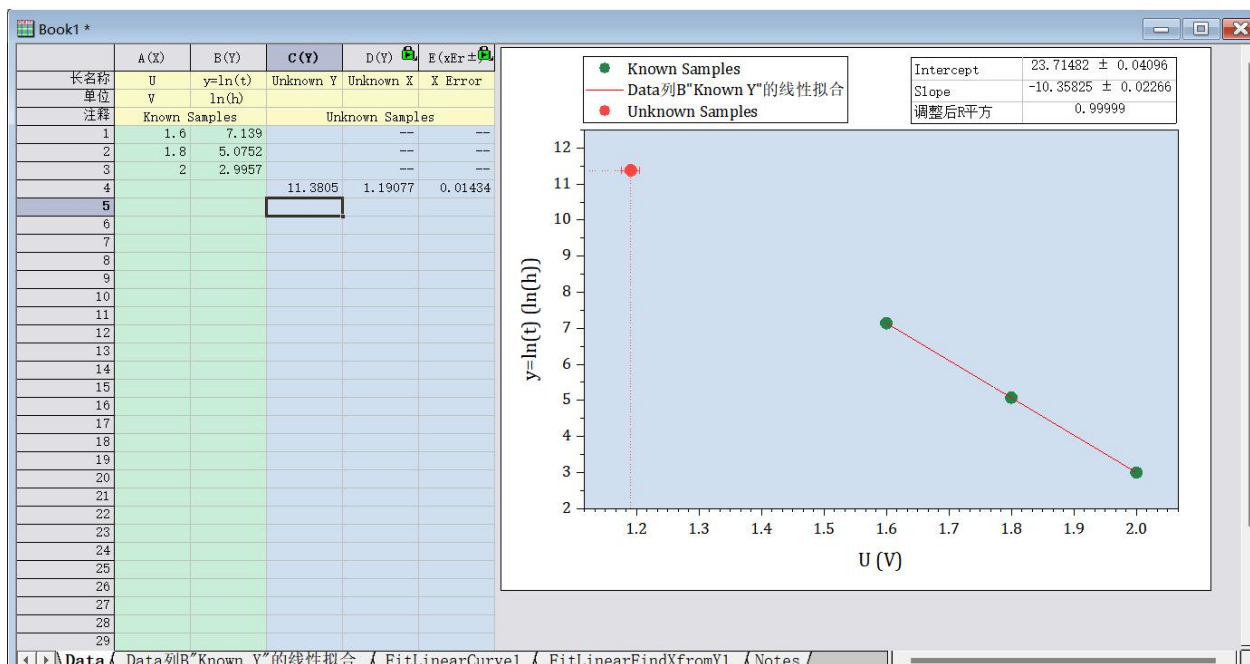 Book1 *
A(X) B(Y) C(Y) D(Y) E(xEr±)
长名称 U y=ln(t) Unknown Y Unknown X X Error
单位 V ln(h)
注释 Known Samples Unknown Samples
1 1.6 7.139 -- --
2 1.8 5.0752 -- --
3 2 2.9957 -- --
4 11.3805 1.19077 0.01434
5
6
7
8
9
10
11
12
13
14
15
16
17
18
19
20
21
22
23
24
25
26
27
28
29
Known Samples
Data列B"Known Y"的线性拟合
Unknown Samples
Intercept 23.71482 ± 0.04096
Slope -10.35825 ± 0.02266
调整后R平方 0.99999
12
11
10
9
8
7
6
5
4
3
2
y=ln(t) (ln(h))
1.2 1.3 1.4 1.5 1.6 1.7 1.8 1.9 2.0
U (V)
Data Data列B"Known Y"的线性拟合 FitLinearCurve1 FitLinearFindXfromY1 Notes